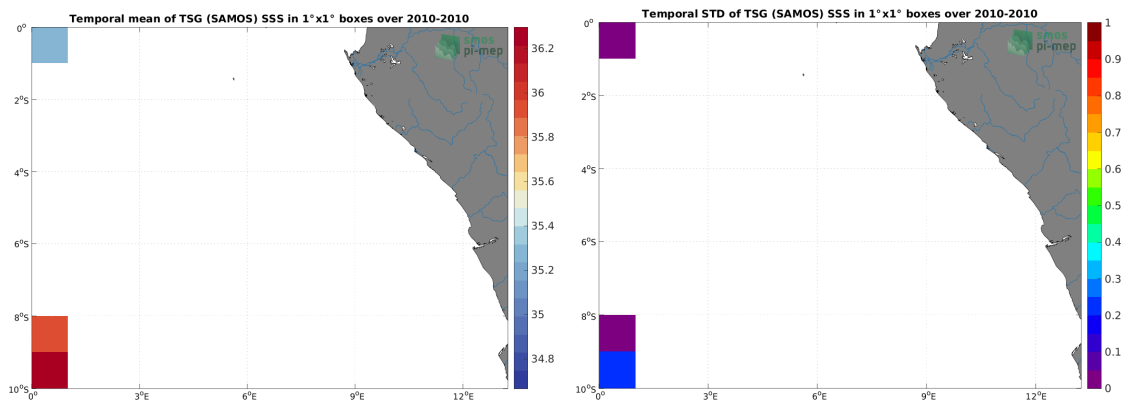 Temporal mean of TSG (SAMOS) SSS in 1°x1° boxes over 2010-2010
0°
2°S
4°S
6°S
8°S
10°S
0°
3°E
6°E
9°E
12°E
smos
pi-mep
36.2
36
35.8
35.6
35.4
35.2
35
34.8
Temporal STD of TSG (SAMOS) SSS in 1°x1° boxes over 2010-2010
0°
2°S
4°S
6°S
8°S
10°S
0°
3°E
6°E
9°E
12°E
smos
pi-mep
1
0.9
0.8
0.7
0.6
0.5
0.4
0.3
0.2
0.1
0